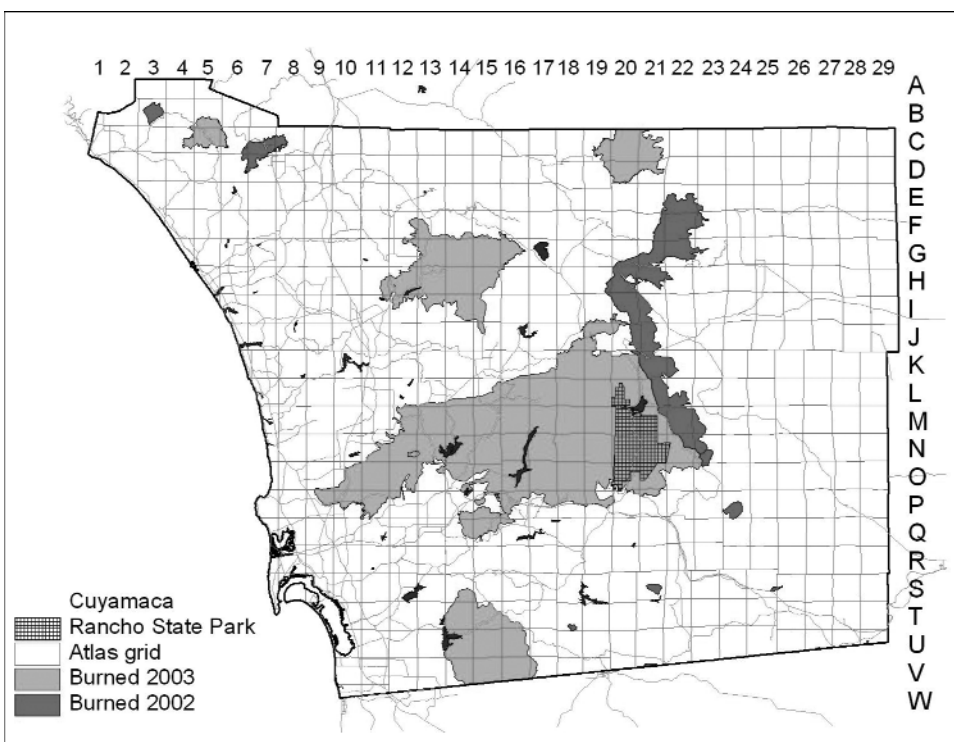 1 2 3 4 5 6 7 8 9 10 11 12 13 14 15 16 17 18 19 20 21 22 23 24 25 26 27 28 29
A
B
C
D
E
F
G
H
I
J
K
L
M
N
O
P
Q
R
S
T
U
V
W
Cuyamaca
Rancho State Park
Atlas grid
Burned 2003
Burned 2002